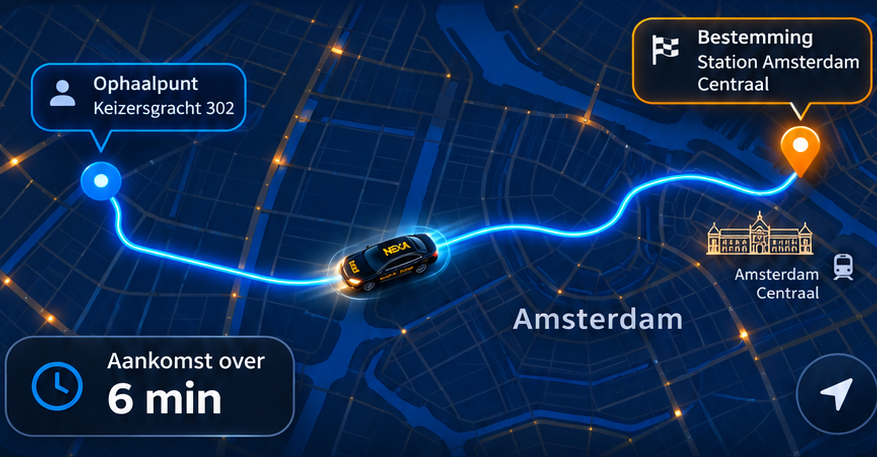 Ophaalpunt
Keizersgracht 302
Bestemming
Station Amsterdam
Centraal
NEXA
Amsterdam
Centraal
Amsterdam
Aankomst over
6 min